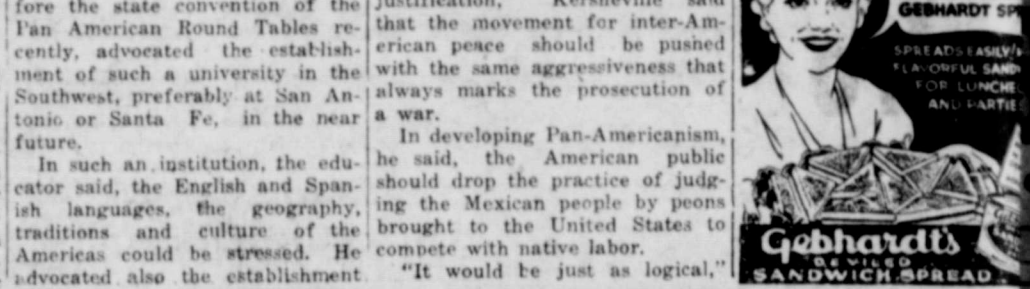 fore the state convention of the
Pan American Round Tables re-
cently, advocated the establish-
ment of such a university in the
Southwest, preferably at San An-
tonio or Santa Fe, in the near
future.
In such an institution, the edu-
cator said, the English and Span-
ish languages, the geography,
traditions and culture of the
Americas could be stressed. He
advocated also the establishment
justification, Kersheville said
that the movement for inter-Am-
erican peace should be pushed
with the same aggressiveness that
always marks the prosecution of
a war.
In developing Pan-Americanism,
he said, the American public
should drop the practice of judg-
ing the Mexican people by peons
brought to the United States to
compete with native labor.
"It would be just as logical,"
GEBHARDT SP
SPREADS EASILY
FLAVORFUL SAND
FOR LUNCHE
AND PARTIE
Gebhardt's
DEVILED
SANDWICH SPREAD